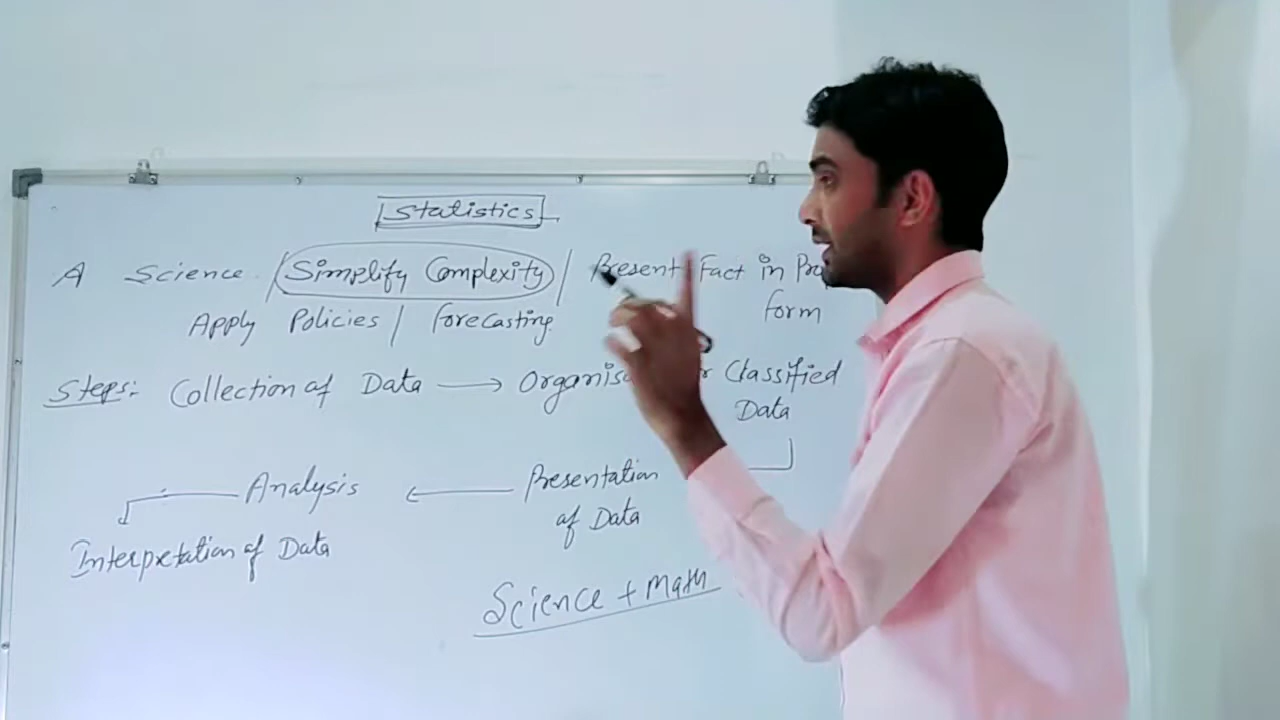 Statistics
A Science / Simplify Complexity / Present Fact in
form
Apply Policies / Forecasting
Steps: Collection of Data → Classified
Data
Analysis ← Presentation
of Data
Interpretation of Data
Science + Math